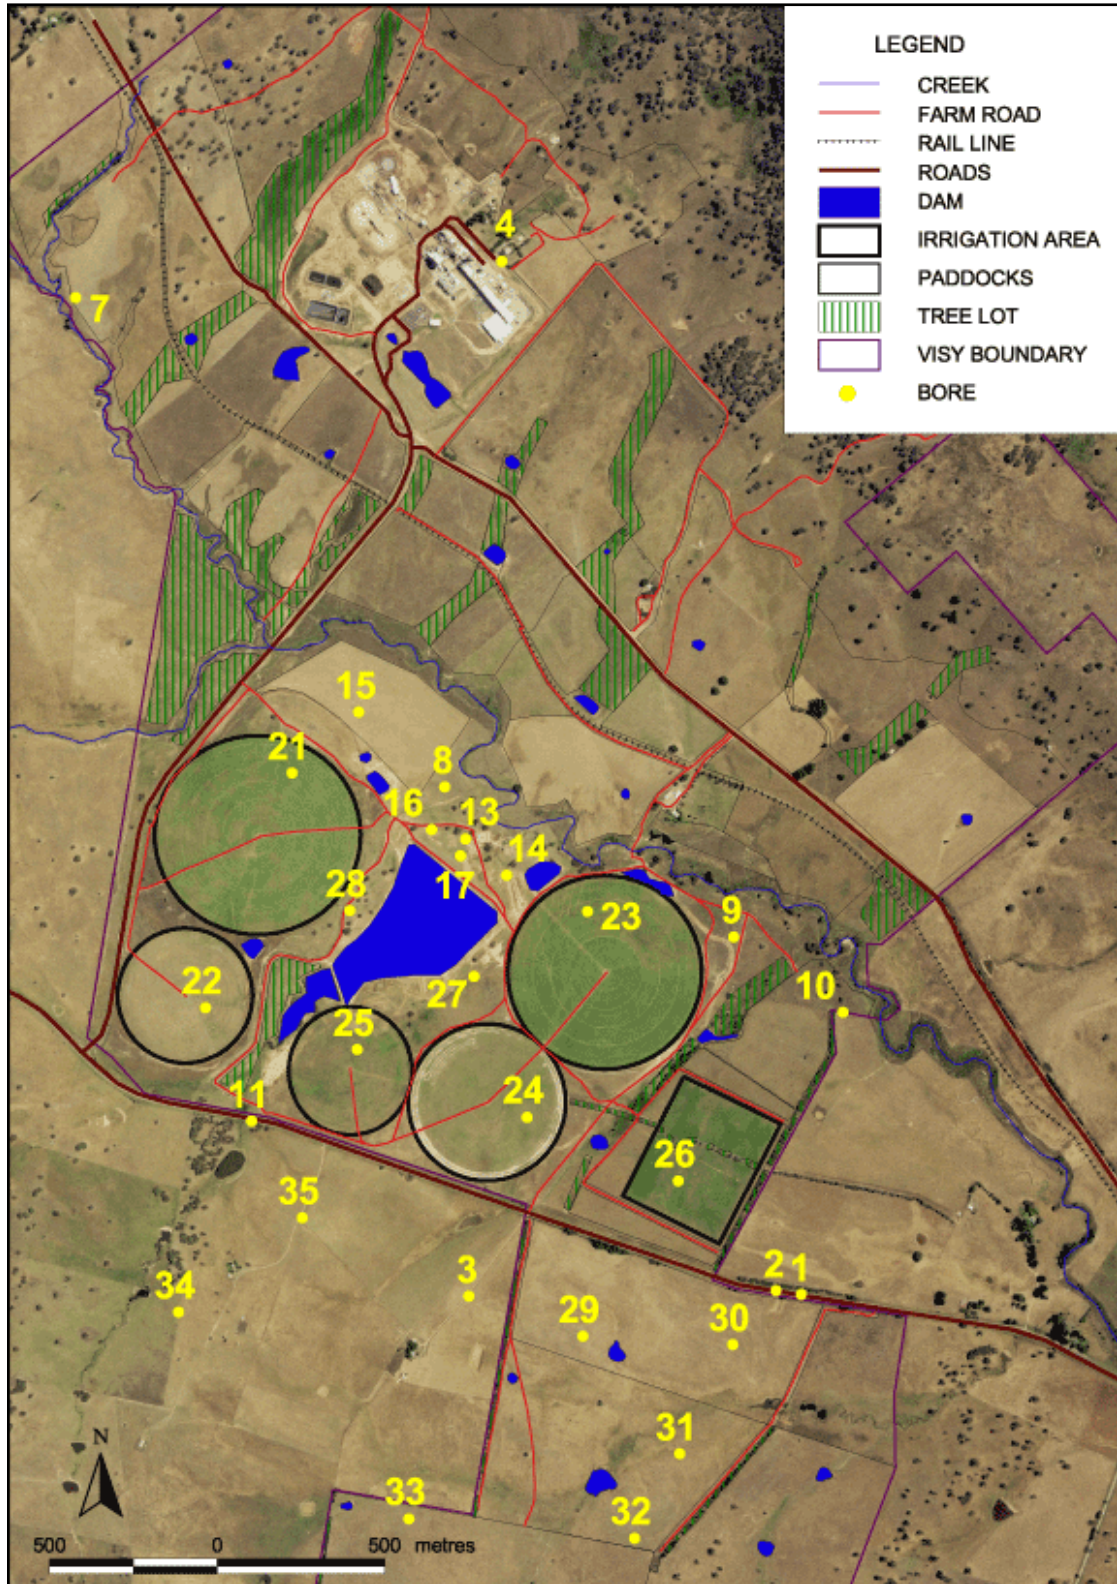 LEGEND
CREEK
FARM ROAD
RAIL LINE
ROADS
DAM
IRRIGATION AREA
PADDOCKS
TREE LOT
VISY BOUNDARY
BORE
4
7
15
21
8
16
13
14
17
28
23
9
22
27
10
25
24
11
26
35
3
2 1
34
29
30
31
33
32
N
500 0 500 metres